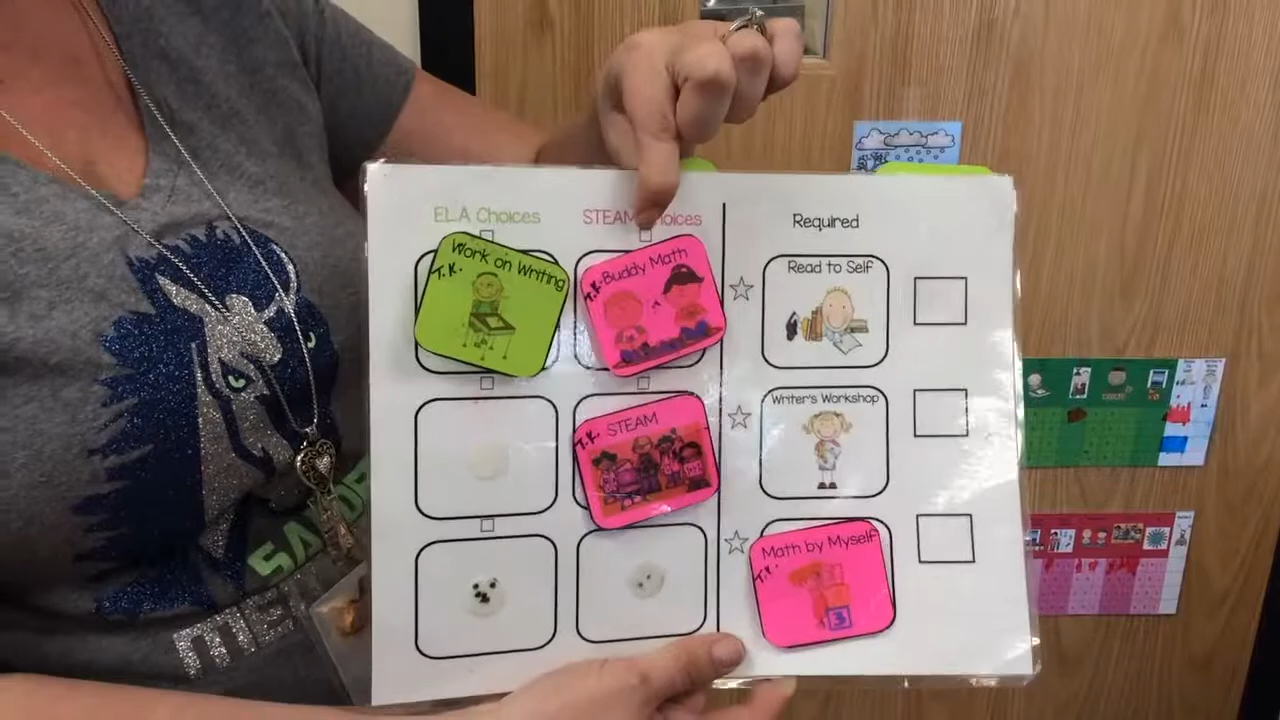 ELA Choices
STEAM Choices
Required
Work on Writing
T.K.
Buddy Math
T.K.
Read to Self
STEAM
T.K.
Writer's Workshop
Math by Myself
T.K.
3